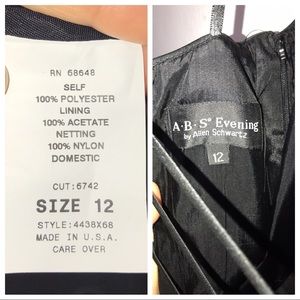 RN 68648
SELF
100% POLYESTER
LINING
100% ACETATE
NETTING
100% NYLON
DOMESTIC
CUT:6742
SIZE 12
STYLE:4438X68
MADE IN U.S.A.
CARE OVER
A·B·S® Evening
by Allen Schwartz
12